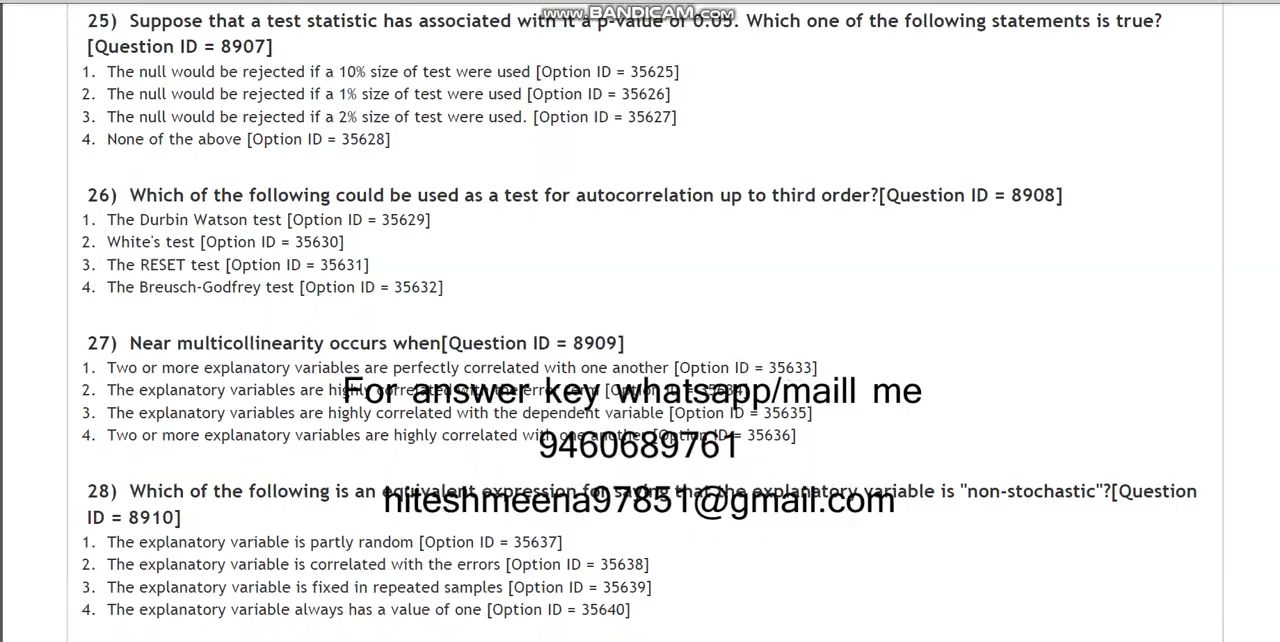 www.BANDICAM.com
25) Suppose that a test statistic has associated with it a p-value of 0.05. Which one of the following statements is true?
[Question ID = 8907]
1. The null would be rejected if a 10% size of test were used [Option ID = 35625]
2. The null would be rejected if a 1% size of test were used [Option ID = 35626]
3. The null would be rejected if a 2% size of test were used. [Option ID = 35627]
4. None of the above [Option ID = 35628]
26) Which of the following could be used as a test for autocorrelation up to third order?[Question ID = 8908]
1. The Durbin Watson test [Option ID = 35629]
2. White's test [Option ID = 35630]
3. The RESET test [Option ID = 35631]
4. The Breusch-Godfrey test [Option ID = 35632]
27) Near multicollinearity occurs when[Question ID = 8909]
1. Two or more explanatory variables are perfectly correlated with one another [Option ID = 35633]
2. The explanatory variables are highly correlated with the error term [Option ID = 35634]
For answer key whatsapp/maill me
3. The explanatory variables are highly correlated with the dependent variable [Option ID = 35635]
4. Two or more explanatory variables are highly correlated with one another [Option ID = 35636]
9460689761
28) Which of the following is an equivalent expression for saying that the explanatory variable is "non-stochastic"?[Question
hiteshmeena97851@gmail.com
ID = 8910]
1. The explanatory variable is partly random [Option ID = 35637]
2. The explanatory variable is correlated with the errors [Option ID = 35638]
3. The explanatory variable is fixed in repeated samples [Option ID = 35639]
4. The explanatory variable always has a value of one [Option ID = 35640]